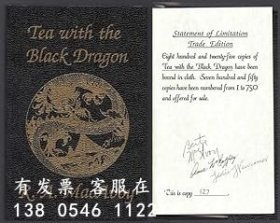 Tea with the
Black Dragon
R. A. MacAvoy
Statement of Limitation
Trade Edition
Eight hundred and twenty-five copies of
Tea with the Black Dragon have been
bound in cloth. Seven hundred and fifty
copies have been numbered from 1 to 750
and offered for sale.
This is copy 527
有发票 客服在
138 0546 1122